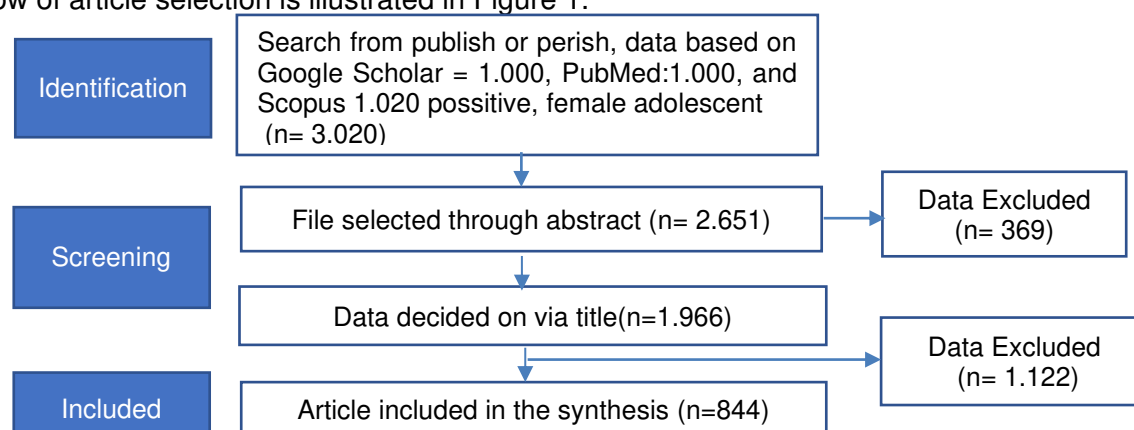 ow of article selection is illustrated in Figure 1.
Identification
Search from publish or perish, data based on
Google Scholar = 1.000, PubMed:1.000, and
Scopus 1.020 possitive, female adolescent
(n= 3.020)
Screening
File selected through abstract (n= 2.651)
Data Excluded
(n= 369)
Data decided on via title(n=1.966)
Data Excluded
(n= 1.122)
Included
Article included in the synthesis (n=844)